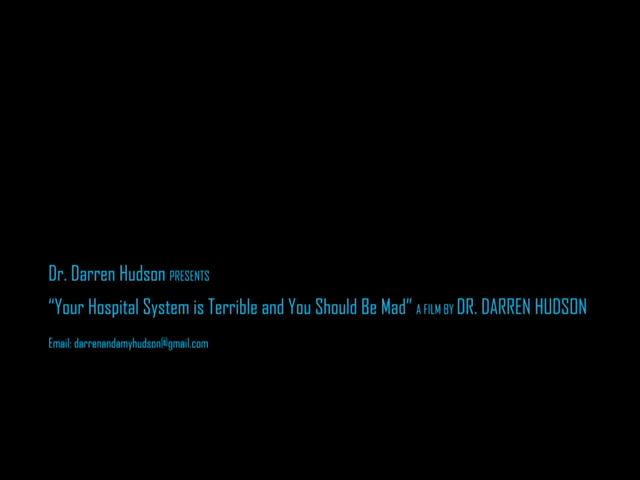 Dr. Darren Hudson PRESENTS
“Your Hospital System is Terrible and You Should Be Mad” A FILM BY DR. DARREN HUDSON
Email: darrenandamyhudson@gmail.com